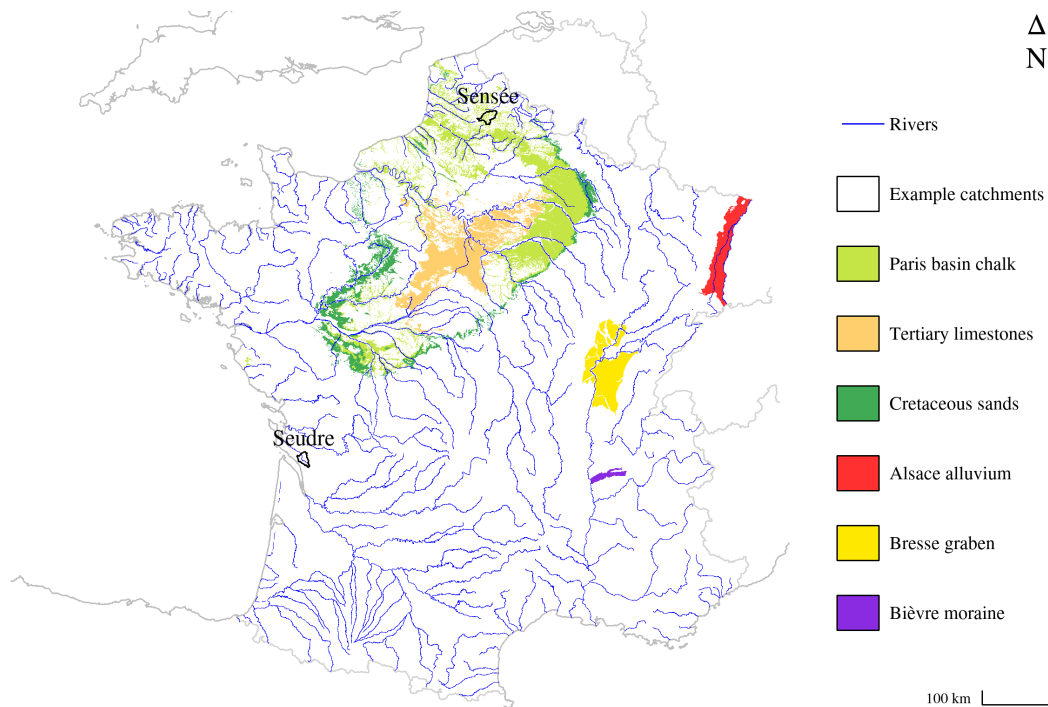 Δ
N
Sensée
Rivers
Example catchments
Paris basin chalk
Tertiary limestones
Cretaceous sands
Seudre
Alsace alluvium
Bresse graben
Bièvre moraine
100 km